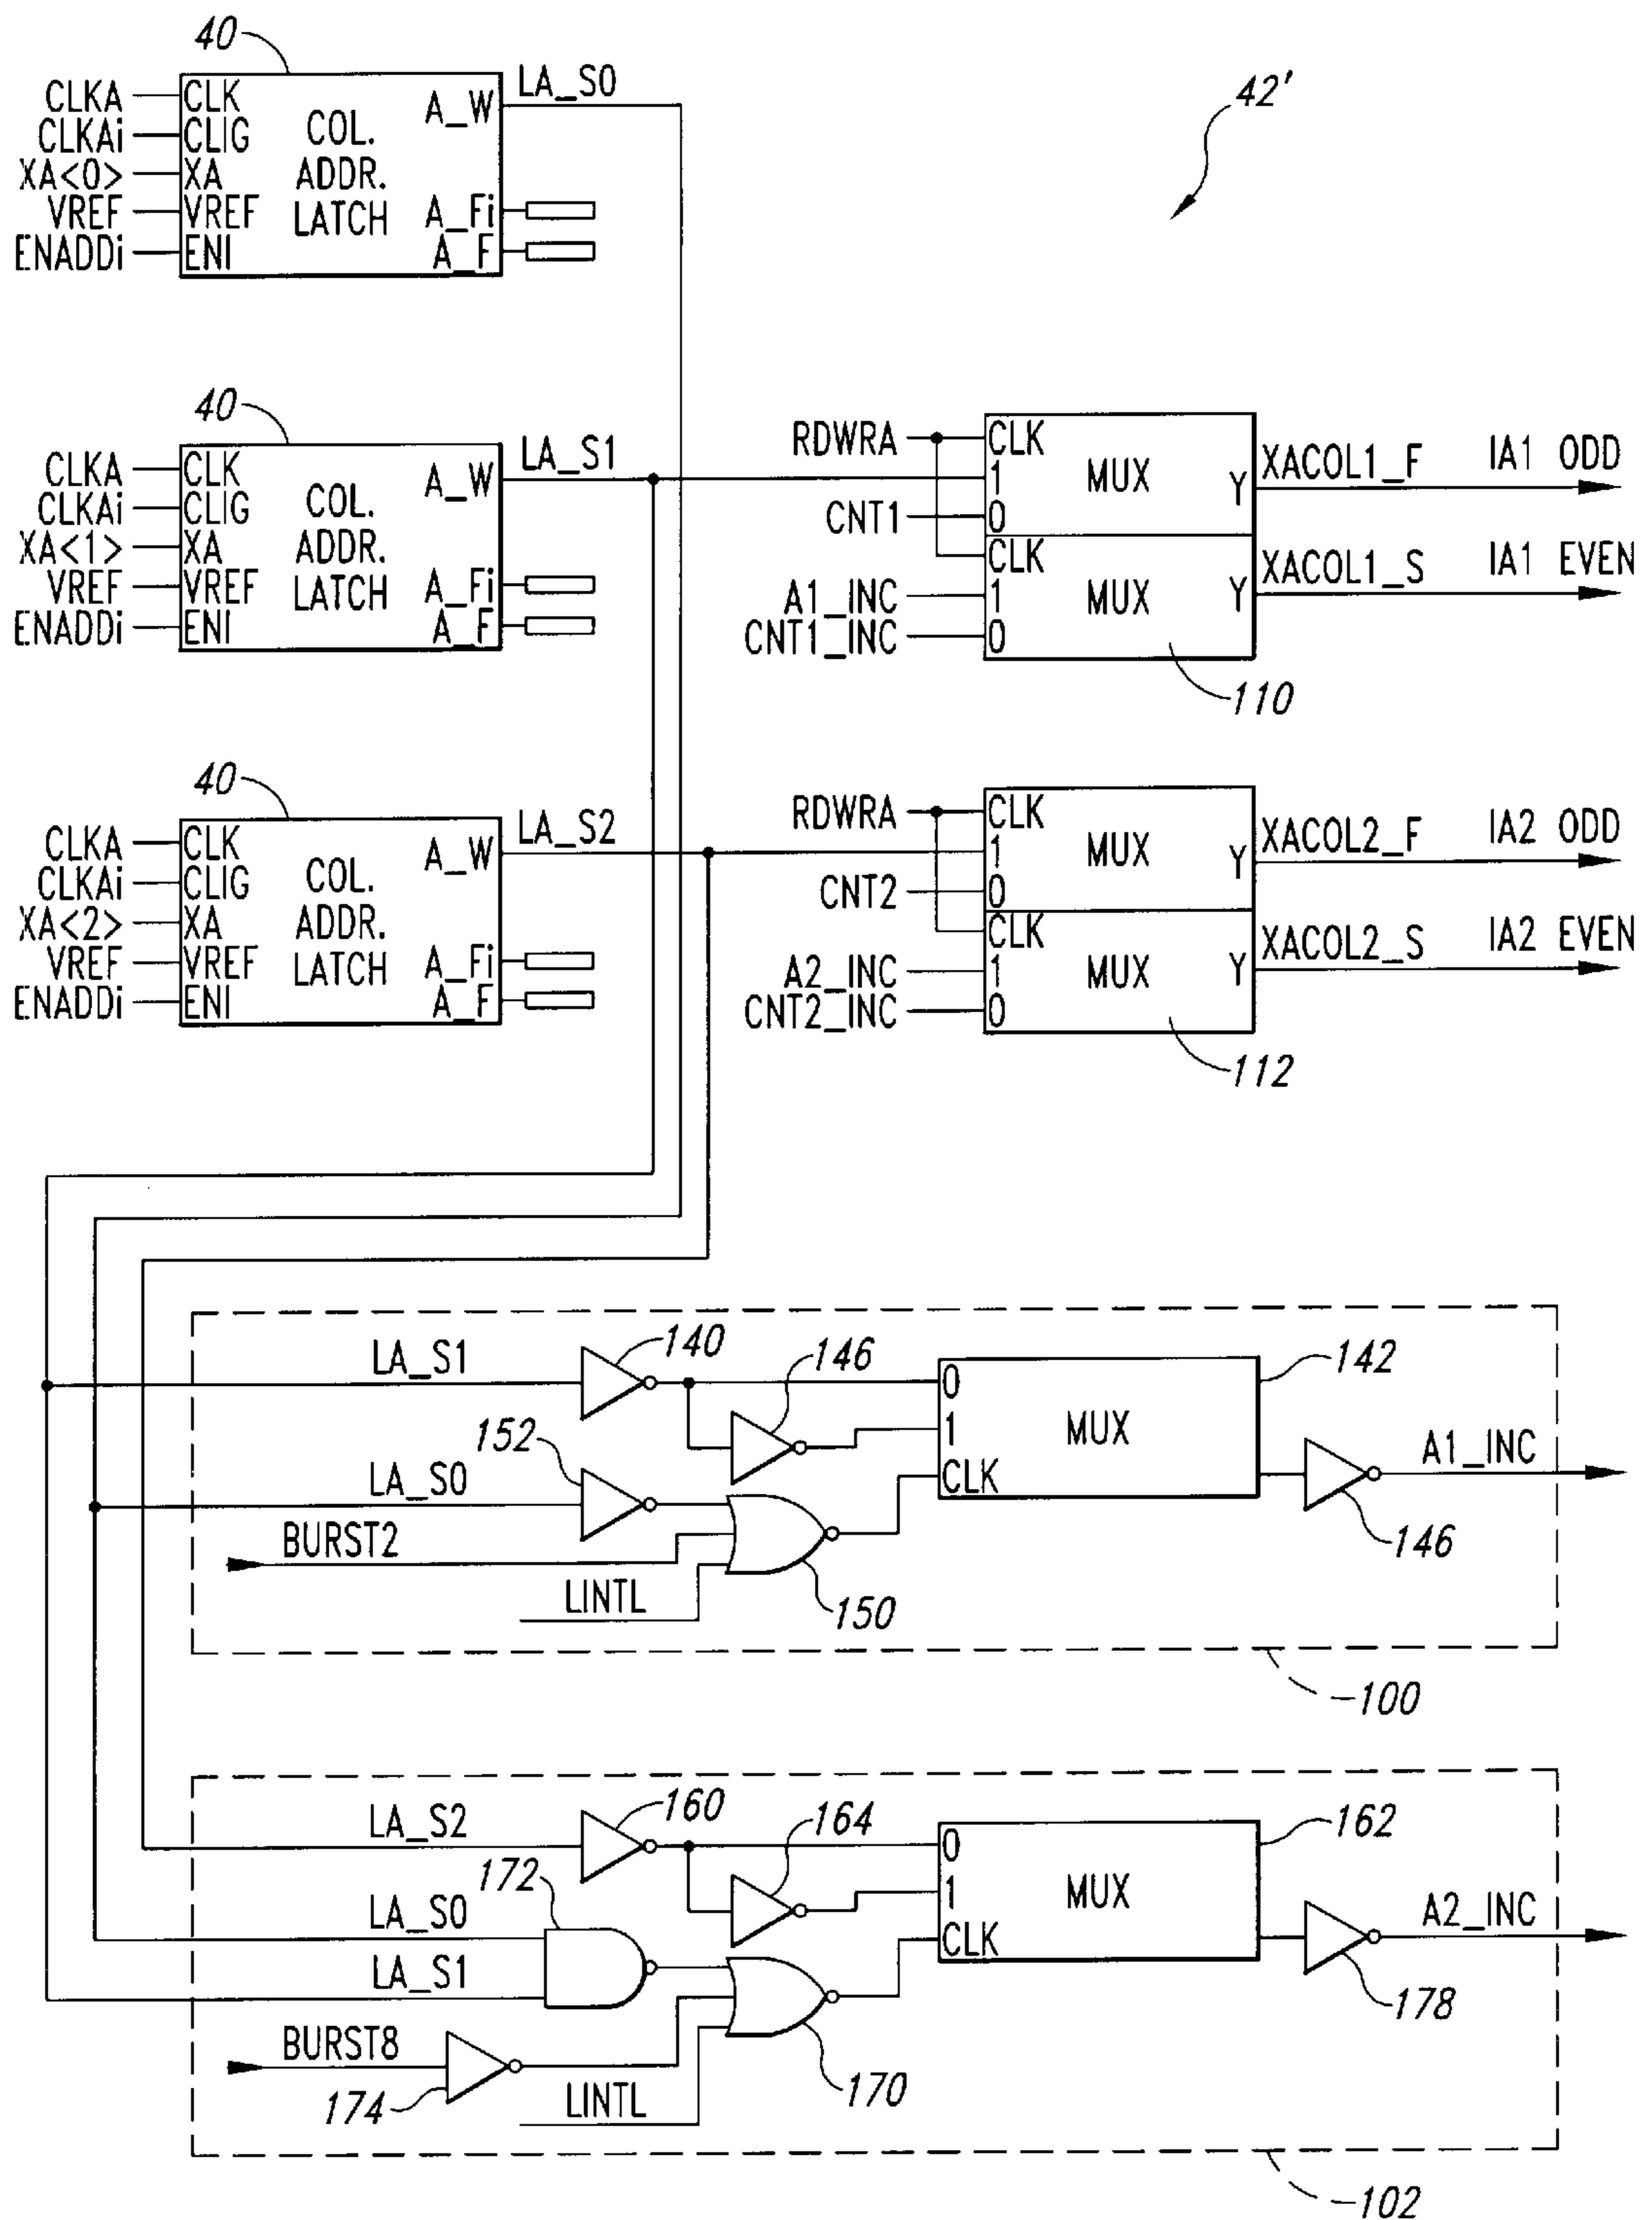 40
CLKA CLK COL. A_W LA_S0
CLKAi CLIG
XA<0> XA ADDR.
VREF VREF LATCH A_Fi
ENADDi ENI A_F
42'
40
CLKA CLK COL. A_W LA_S1
CLKAi CLIG
XA<1> XA ADDR.
VREF VREF LATCH A_Fi
ENADDi ENI A_F
RDWRA CLK MUX Y XACOL1_F IA1 ODD
1
CNT1 0
CLK MUX Y XACOL1_S IA1 EVEN
A1_INC 1
CNT1_INC 0
110
40
CLKA CLK COL. A_W LA_S2
CLKAi CLIG
XA<2> XA ADDR.
VREF VREF LATCH A_Fi
ENADDi ENI A_F
RDWRA CLK MUX Y XACOL2_F IA2 ODD
1
CNT2 0
CLK MUX Y XACOL2_S IA2 EVEN
A2_INC 1
CNT2_INC 0
112
LA_S1 140 146 0 142
1 MUX
152
LA_S0 CLK A1_INC
BURST2 146
LINTL 150
100
LA_S2 160 164 0 162
172 1 MUX
LA_S0 CLK A2_INC
LA_S1
178
BURST8
174 LINTL 170
102